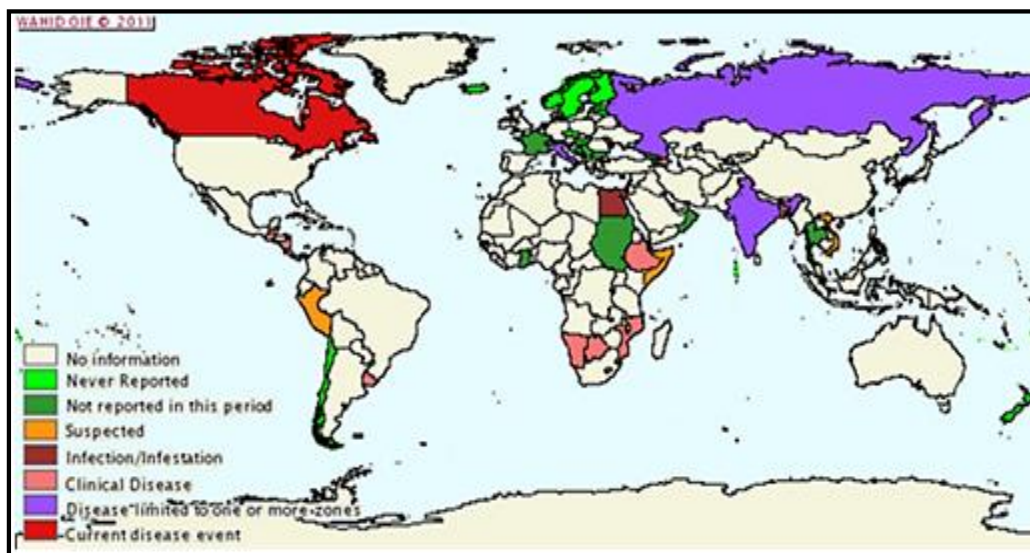 WAHID OIE © 2011
No information
Never Reported
Not reported in this period
Suspected
Infection/Infestation
Clinical Disease
Disease limited to one or more zones
Current disease event